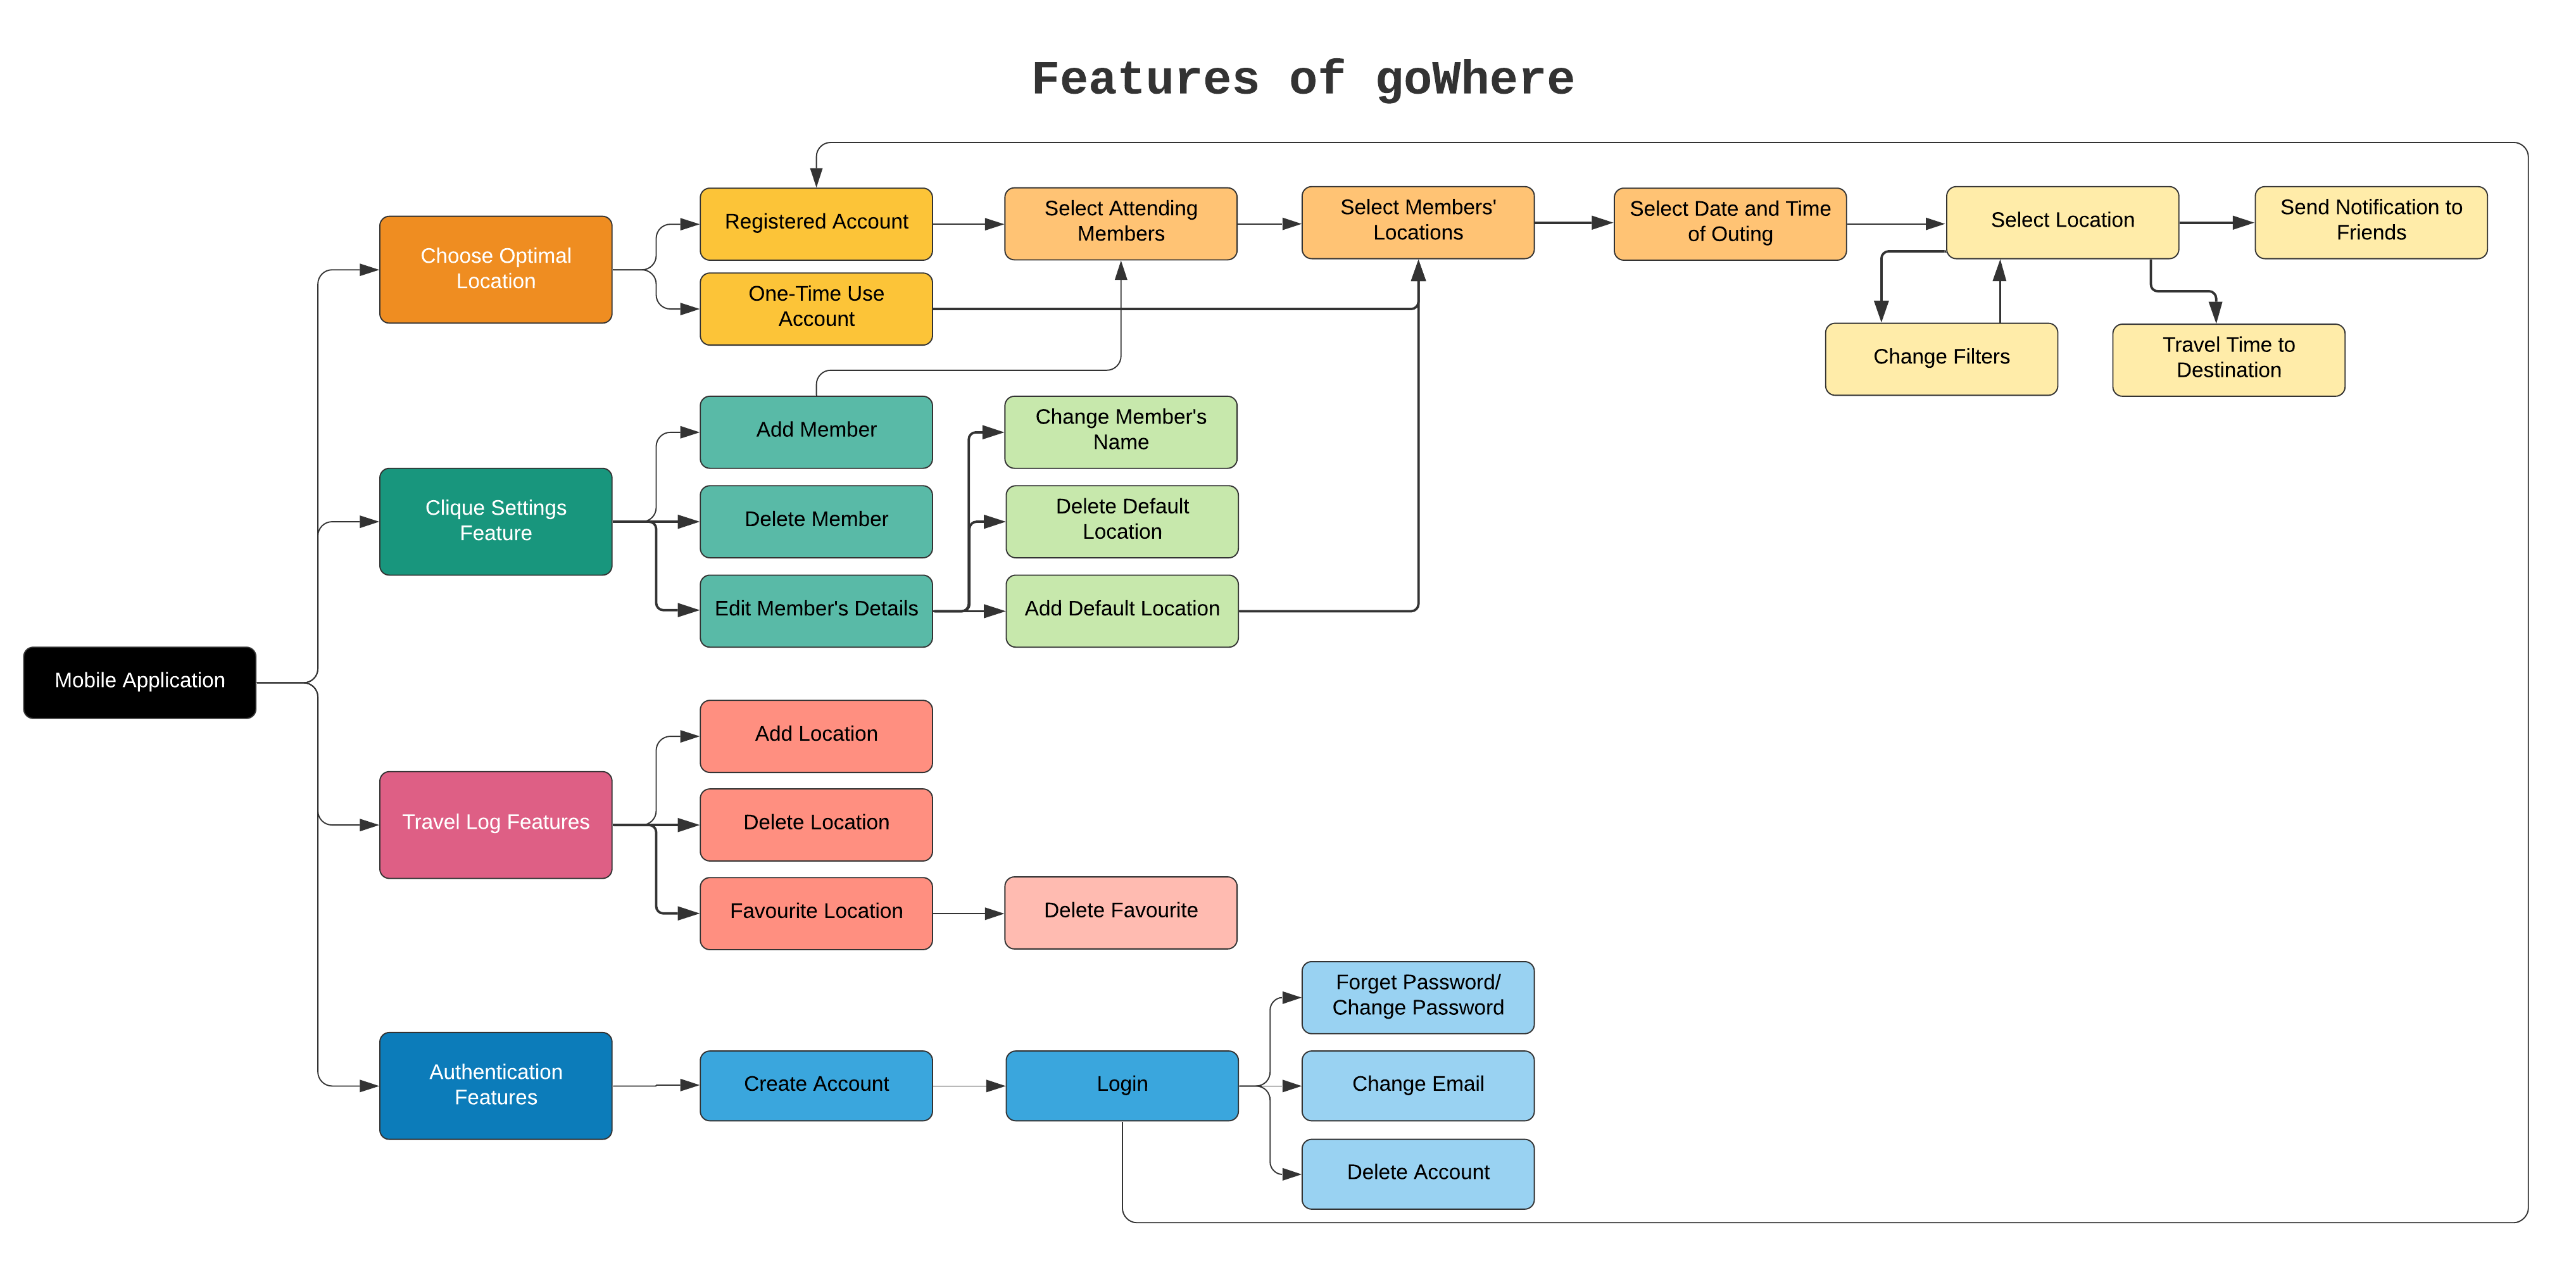 Features of goWhere
Mobile Application
Choose Optimal
Location
Registered Account
One-Time Use
Account
Select Attending
Members
Select Members'
Locations
Select Date and Time
of Outing
Select Location
Send Notification to
Friends
Change Filters
Travel Time to
Destination
Clique Settings
Feature
Add Member
Delete Member
Edit Member's Details
Change Member's
Name
Delete Default
Location
Add Default Location
Travel Log Features
Add Location
Delete Location
Favourite Location
Delete Favourite
Authentication
Features
Create Account
Login
Forget Password/
Change Password
Change Email
Delete Account